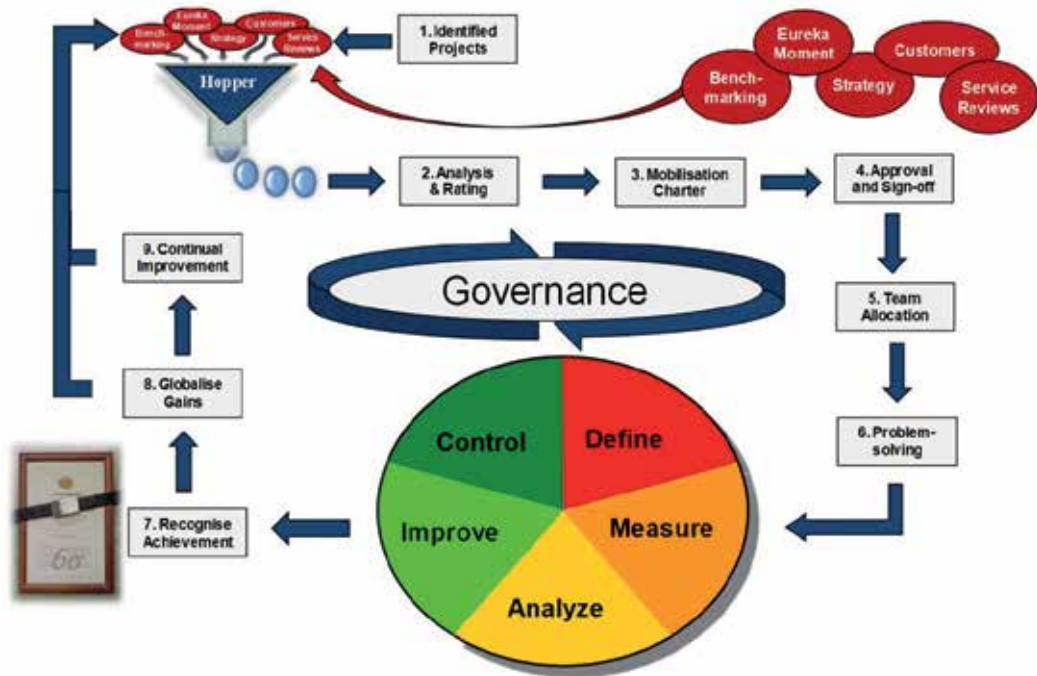 Eureka
Moment
Customers
Bench-
marking
Strategy
Service
Reviews
Hopper
1. Identified
Projects
Eureka
Moment
Customers
Bench-
marking
Strategy
Service
Reviews
2. Analysis
& Rating
3. Mobilisation
Charter
4. Approval
and Sign-off
9. Continual
Improvement
Governance
5. Team
Allocation
8. Globalise
Gains
Control
Define
6. Problem-
solving
7. Recognise
Achievement
Improve
Measure
Analyze
6σ